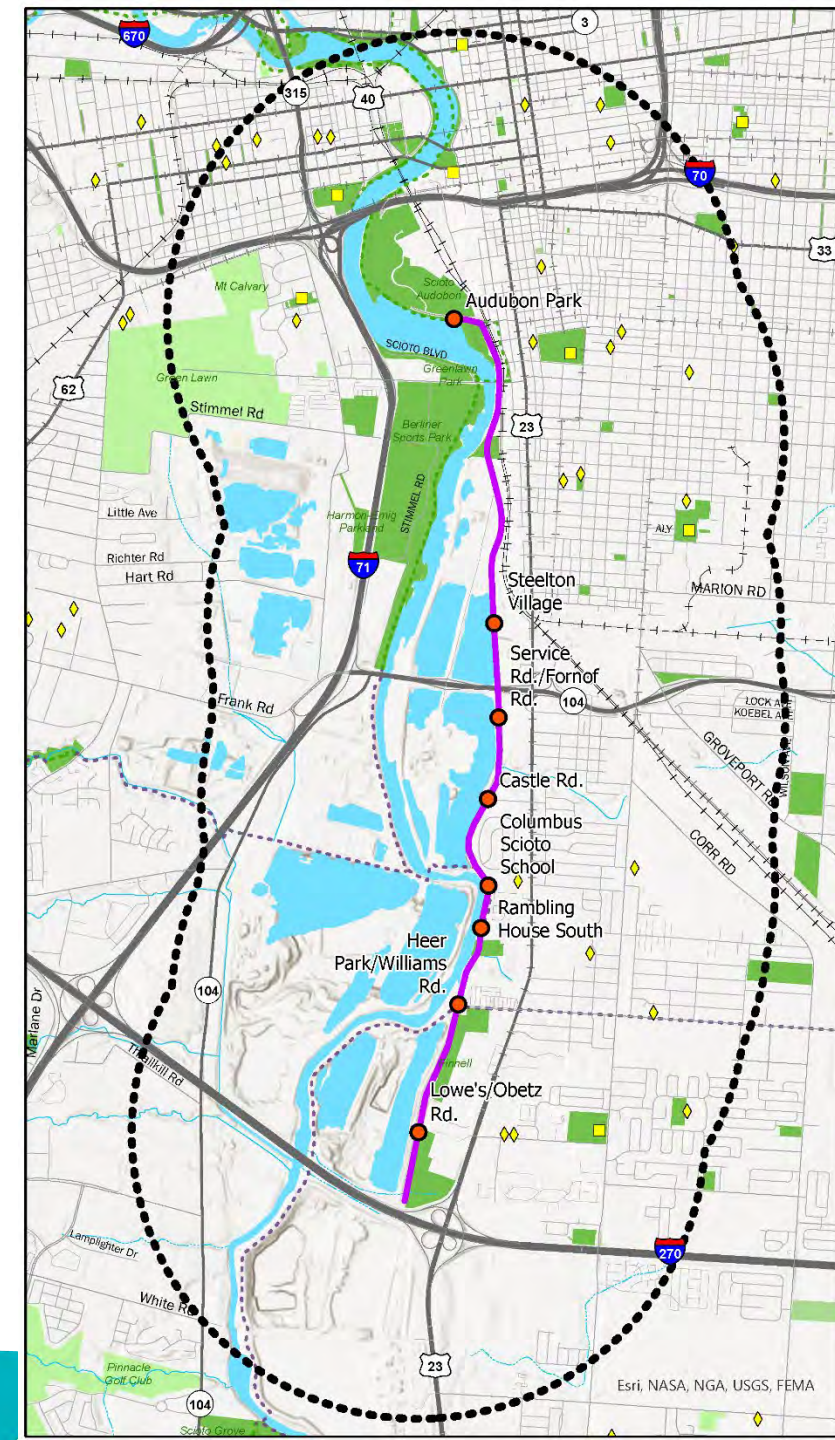 3
670
315
40
70
33
Mt Calvary
Scioto
Audubon
Audubon Park
SCIOTO BLVD
Greenlawn
Park
62
Green Lawn
Stimmel Rd
23
Berliner
Sports Park
STIMMEL RD
Little Ave
Harmon-Emig
Parkland
ALY
Richter Rd
Hart Rd
71
Steelton
Village
MARION RD
Service
Rd./Fornof
Rd.
Frank Rd
104
LOCK AVE
KOEBEL AVE
WILSON AVE
GROVEPORT RD
Castle Rd.
Columbus
Scioto
School
CORR RD
Rambling
House South
Heer
Park/Williams
Rd.
104
Marlane Dr
Thrailkill Rd
Lowe's/Obetz
Rd.
Lamplighter Dr
270
White Rd
23
Pinnacle
Golf Club
Esri, NASA, NGA, USGS, FEMA
104
Scioto Grove